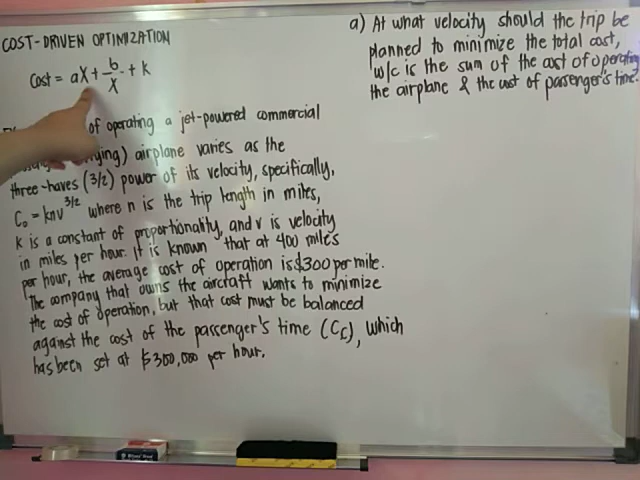 COST-DRIVEN OPTIMIZATION
Cost = aX + b/X + k
of operating a jet-powered commercial
airplane varies as the
three-halves (3/2) power of its velocity, specifically,
C₀ = knv^3/2 where n is the trip length in miles,
k is a constant of proportionality, and v is velocity
in miles per hour. It is known that at 400 miles
per hour, the average cost of operation is $300 per mile.
The company that owns the aircraft wants to minimize
the cost of operation, but that cost must be balanced
against the cost of the passenger's time (Cc), which
has been set at $300,000 per hour.
a) At what velocity should the trip be
planned to minimize the total cost,
w/c is the sum of the cost of operating
the airplane & the cost of passenger's time?